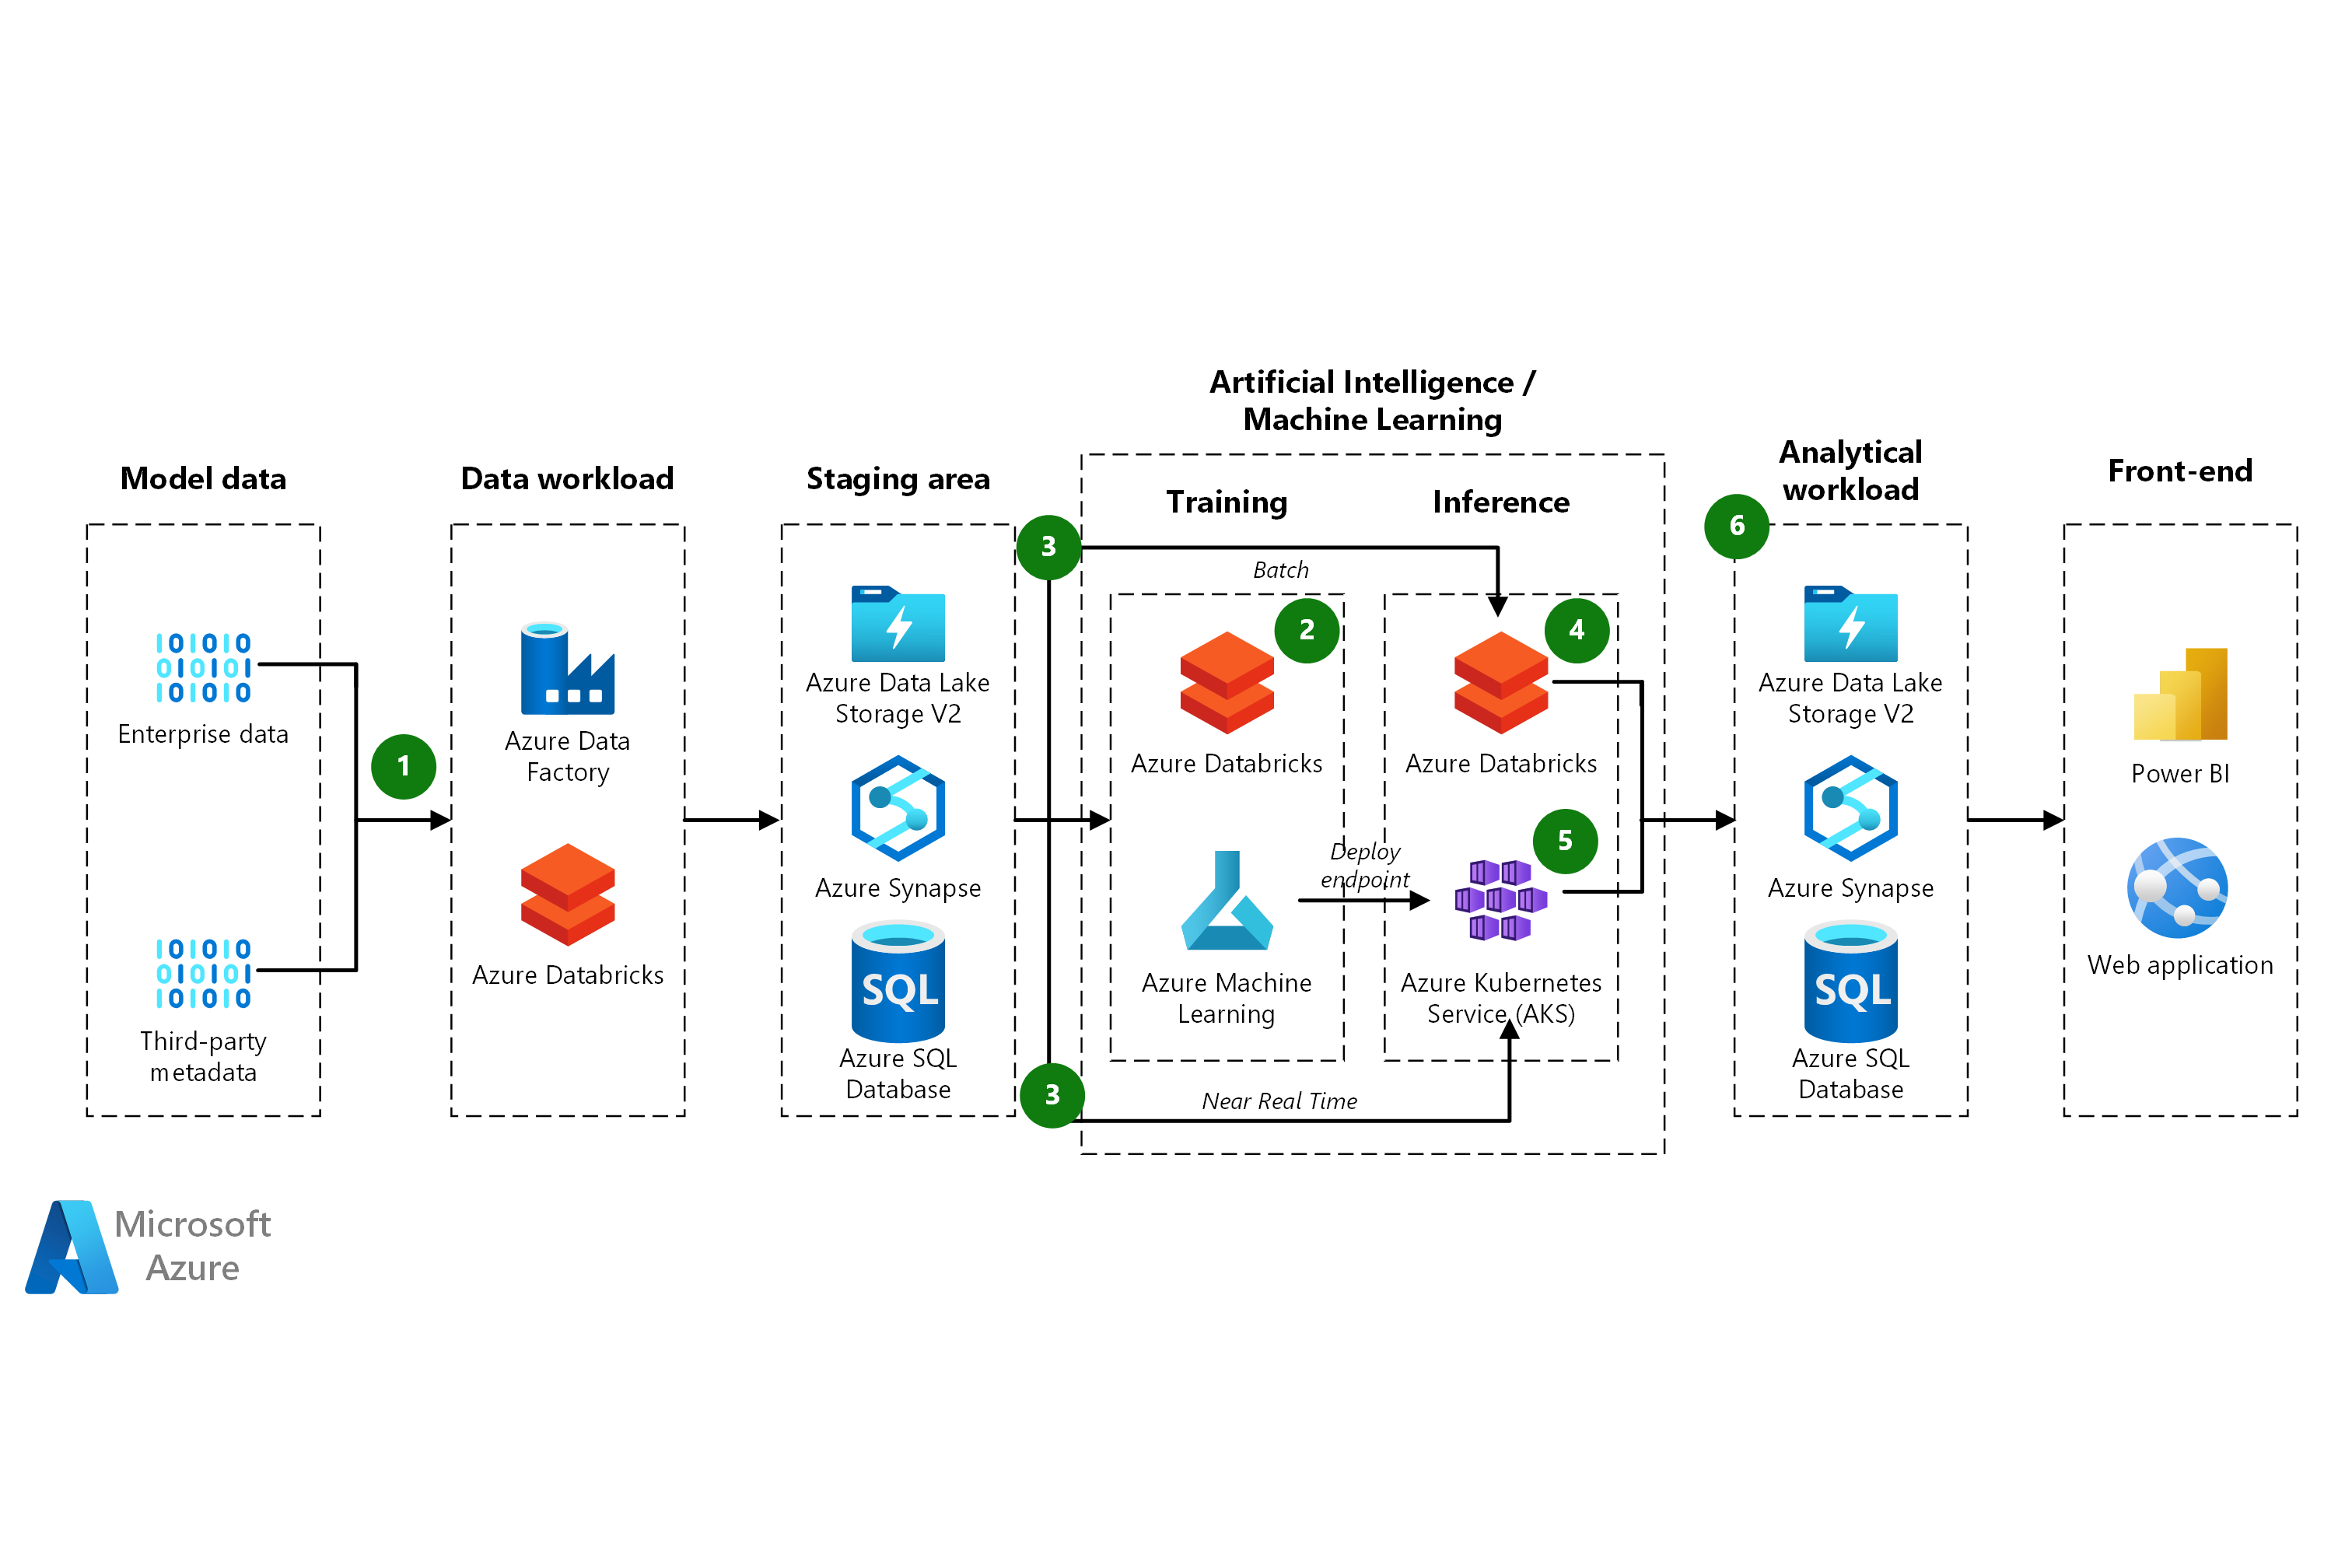 Model data
Enterprise data
Third-party
metadata
1
Data workload
Azure Data
Factory
Azure Databricks
Staging area
Azure Data Lake
Storage V2
Azure Synapse
SQL
Azure SQL
Database
3
3
Artificial Intelligence /
Machine Learning
Batch
Training
2
Azure Databricks
Azure Machine
Learning
Deploy
endpoint
Inference
4
Azure Databricks
5
Azure Kubernetes
Service (AKS)
Near Real Time
Analytical
workload
6
Azure Data Lake
Storage V2
Azure Synapse
SQL
Azure SQL
Database
Front-end
Power BI
Web application
Microsoft
Azure